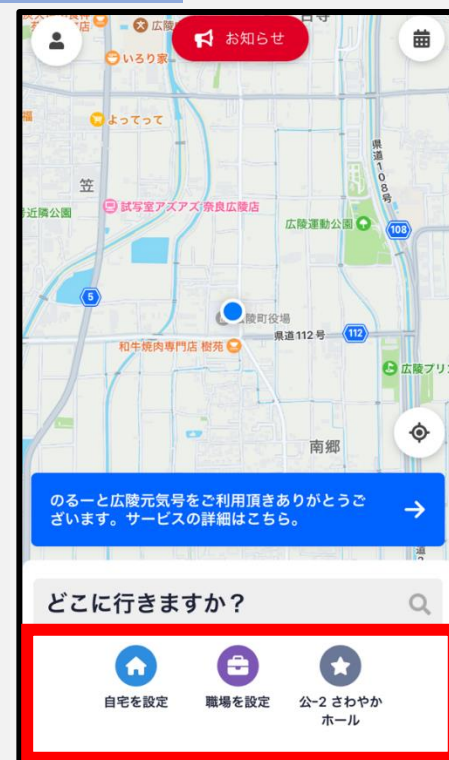 広陵
お知らせ
いろり家
よってって
笠
県道108号
近隣公園
試写室アズアズ 奈良広陵店
広陵運動公園
108
5
陵町役場
県道112号
112
和牛焼肉専門店 樹苑
広陵プリ
南郷
のるーと広陵元気号をご利用頂きありがとうご
ざいます。サービスの詳細はこちら。
どこに行きますか?
自宅を設定
職場を設定
公-2 さわやか
ホール